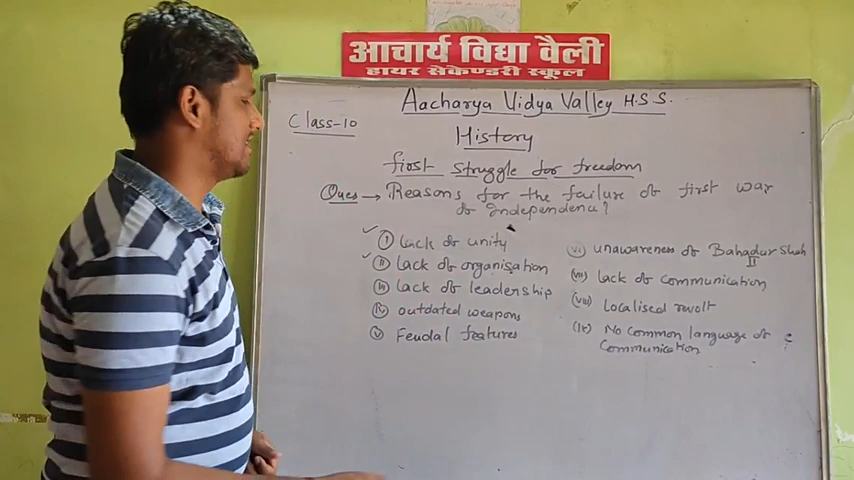 आचार्य विद्या वैली
हायर सेकेण्डरी स्कूल
Aacharya Vidya Valley H.S.S.
Class-10
History
first struggle for freedom
Ques → Reasons for the failure of first war
of Independence?
(i) lack of unity
(ii) lack of organisation
(iii) lack of leadership
(iv) outdated weapons
(v) Feudal features
(vi) unawareness of Bahadur Shah
II
(vii) lack of communication
(viii) localised revolt
(ix) No common language of
communication